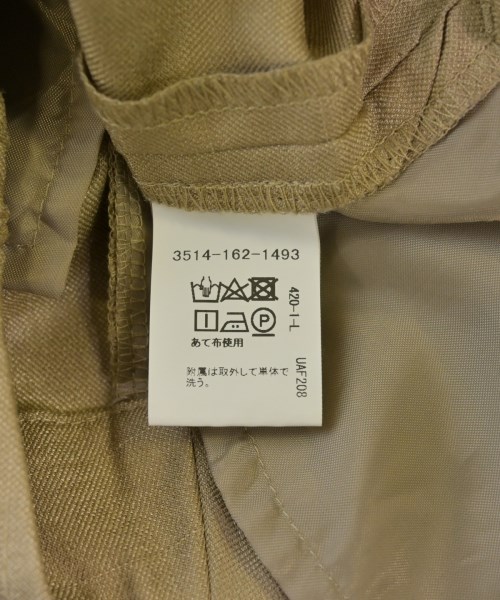 3514-162-1493
P
あて布使用
附属は取外して単体で
洗う。
420-I-L
UAF208